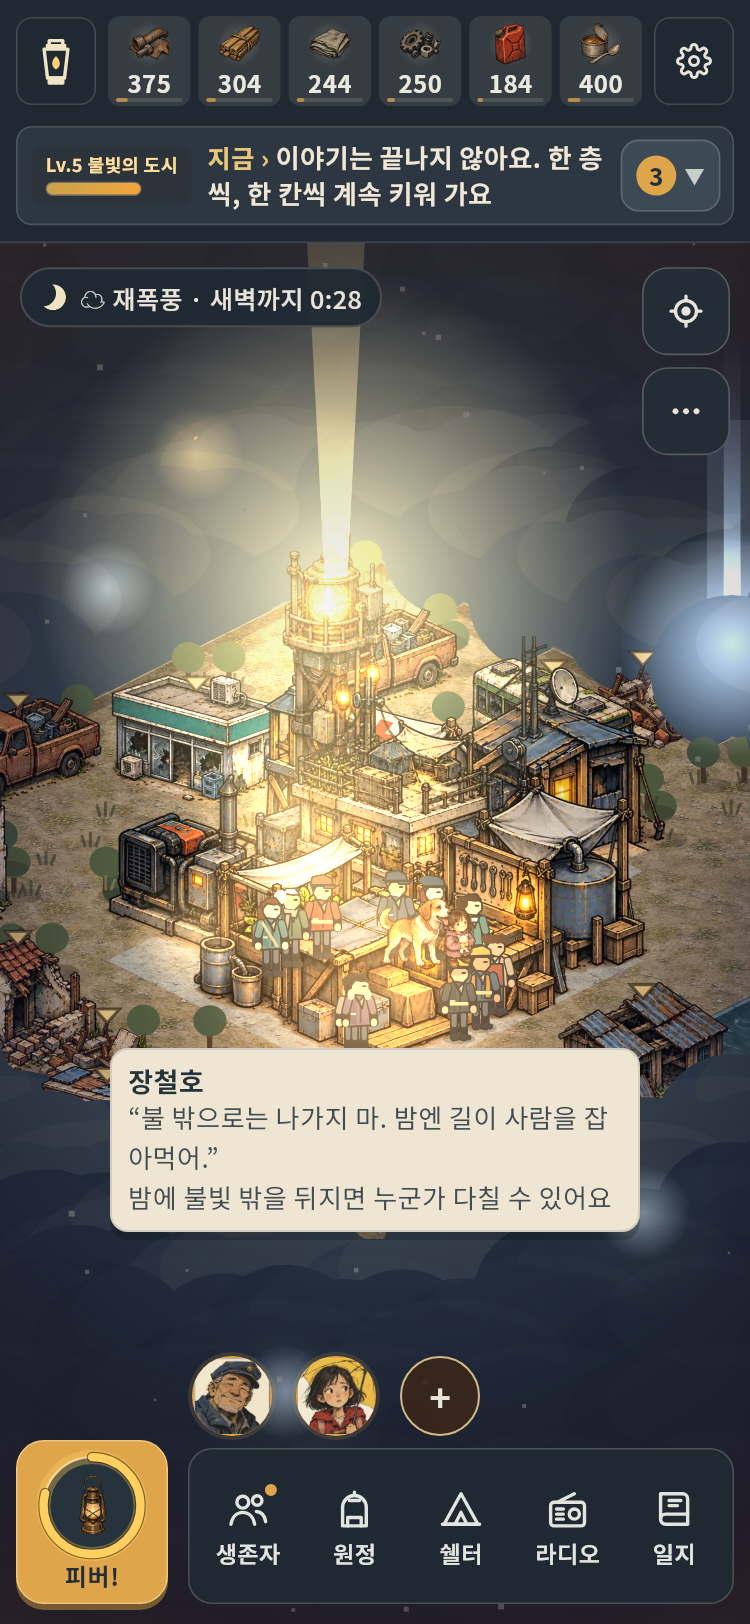 375 304 244 250 184 400
Lv.5 불빛의 도시
지금 › 이야기는 끝나지 않아요. 한 층
씩, 한 칸씩 계속 키워 가요
3
재폭풍 · 새벽까지 0:28
장철호
“불 밖으로는 나가지 마. 밤엔 길이 사람을 잡
아먹어.”
밤에 불빛 밖을 뒤지면 누군가 다칠 수 있어요
피버!
생존자 원정 쉘터 라디오 일지